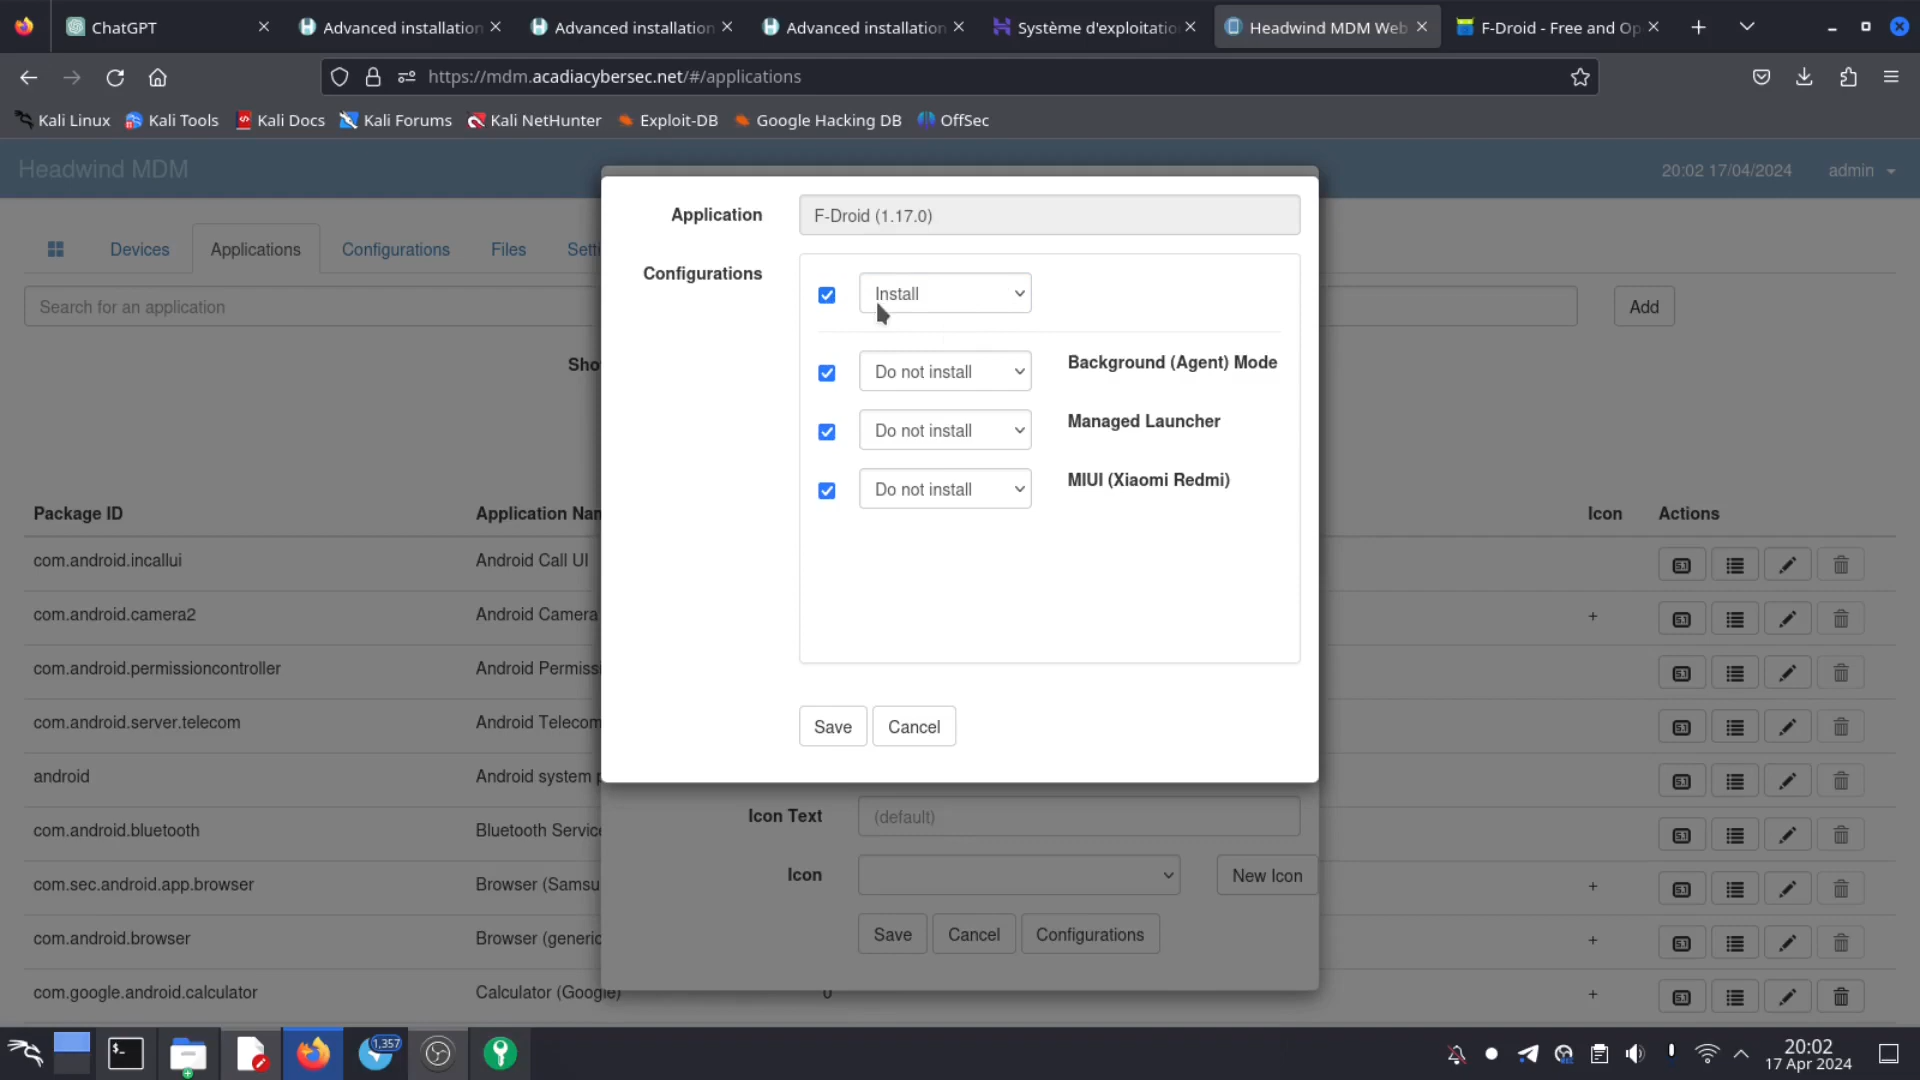 ChatGPT
Advanced installation
Advanced installation
Advanced installation
Système d'exploitatio
Headwind MDM Web
F-Droid - Free and Op
https://mdm.acadiacybersec.net/#/applications
Kali Linux
Kali Tools
Kali Docs
Kali Forums
Kali NetHunter
Exploit-DB
Google Hacking DB
OffSec
Headwind MDM
20:02 17/04/2024
admin
Devices
Applications
Configurations
Files
Setti
Search for an application
Add
Sho
Application
F-Droid (1.17.0)
Configurations
Install
Do not install
Background (Agent) Mode
Do not install
Managed Launcher
Do not install
MIUI (Xiaomi Redmi)
Save
Cancel
Package ID
Application Nam
Icon
Actions
com.android.incallui
Android Call UI
com.android.camera2
Android Camera
+
com.android.permissioncontroller
Android Permissi
com.android.server.telecom
Android Telecom
android
Android system p
com.android.bluetooth
Bluetooth Service
com.sec.android.app.browser
Browser (Samsu
+
com.android.browser
Browser (generic
+
com.google.android.calculator
Calculator (Google)
0
+
Icon Text
(default)
Icon
New Icon
Save
Cancel
Configurations
1,357
20:02
17 Apr 2024